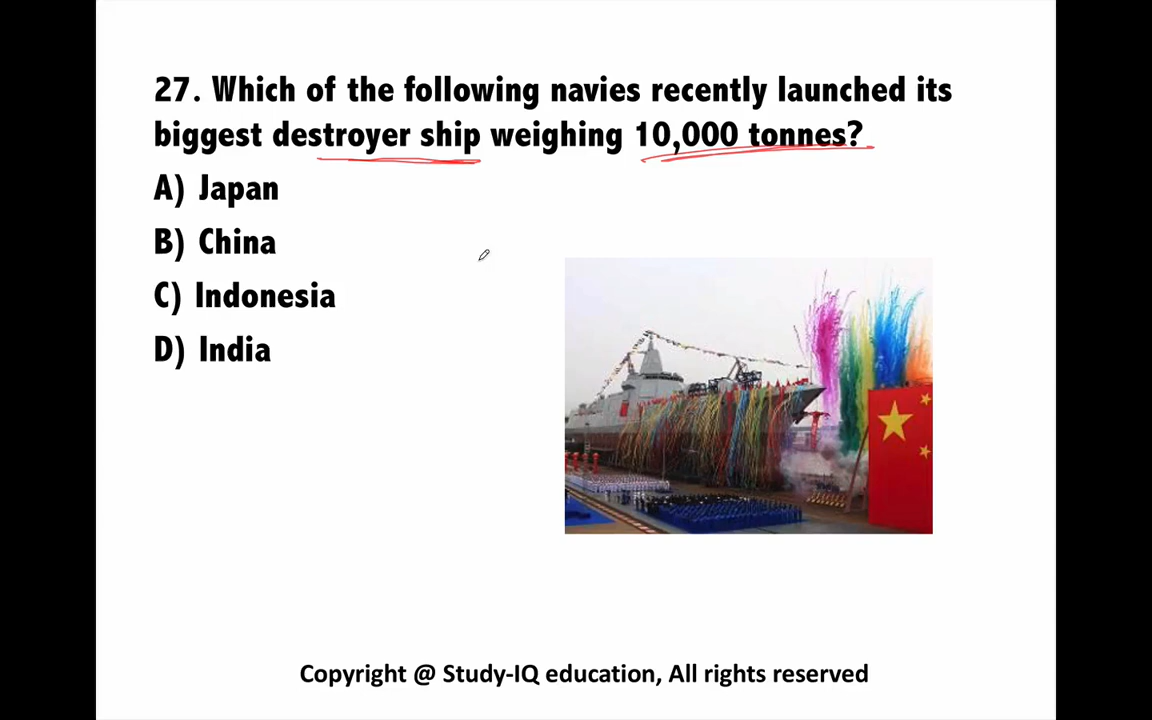 27. Which of the following navies recently launched its
biggest destroyer ship weighing 10,000 tonnes?
A) Japan
B) China
C) Indonesia
D) India
Copyright @ Study-IQ education, All rights reserved